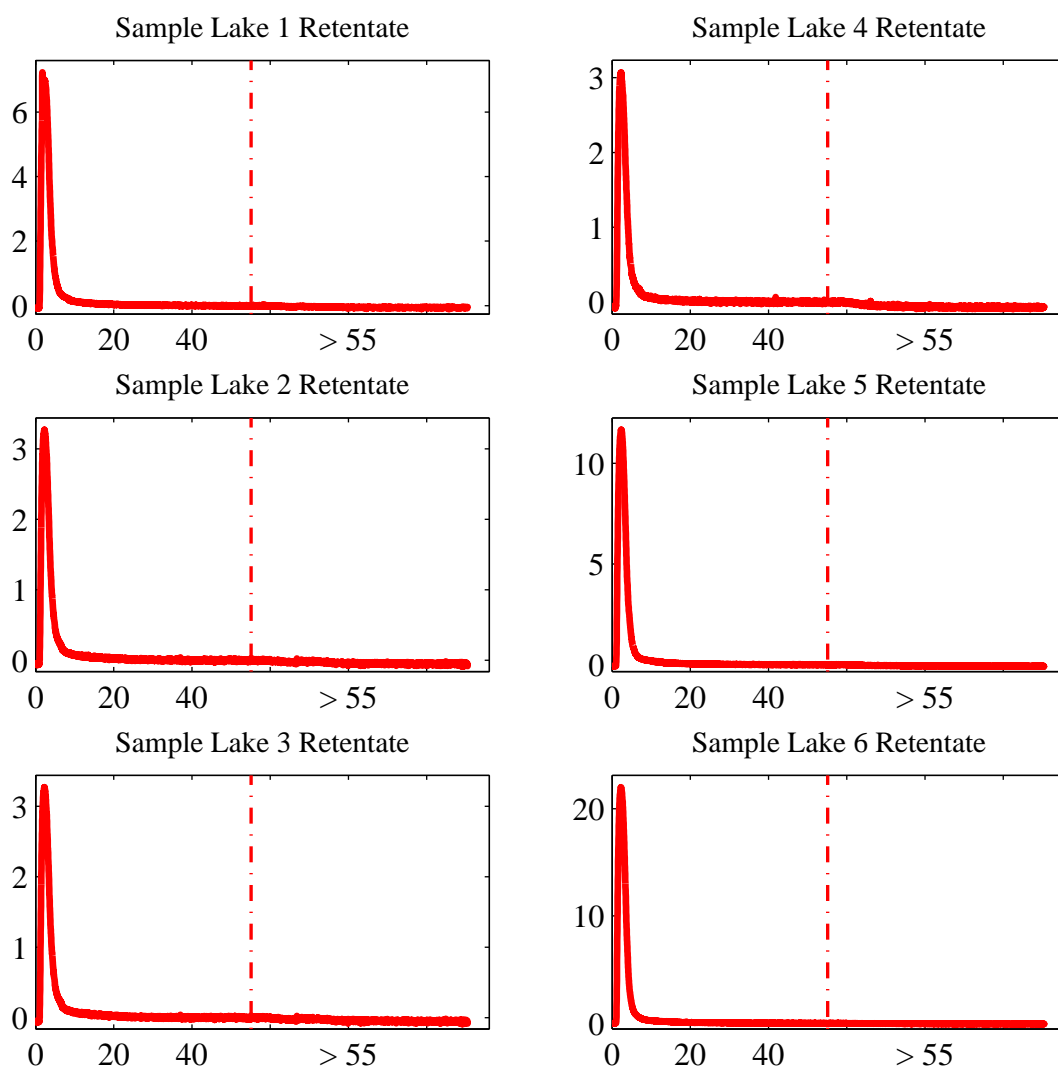 Sample Lake 1 Retentate
6
4
2
0
0 20 40 > 55
Sample Lake 4 Retentate
3
2
1
0
0 20 40 > 55
Sample Lake 2 Retentate
3
2
1
0
0 20 40 > 55
Sample Lake 5 Retentate
10
5
0
0 20 40 > 55
Sample Lake 3 Retentate
3
2
1
0
0 20 40 > 55
Sample Lake 6 Retentate
20
10
0
0 20 40 > 55